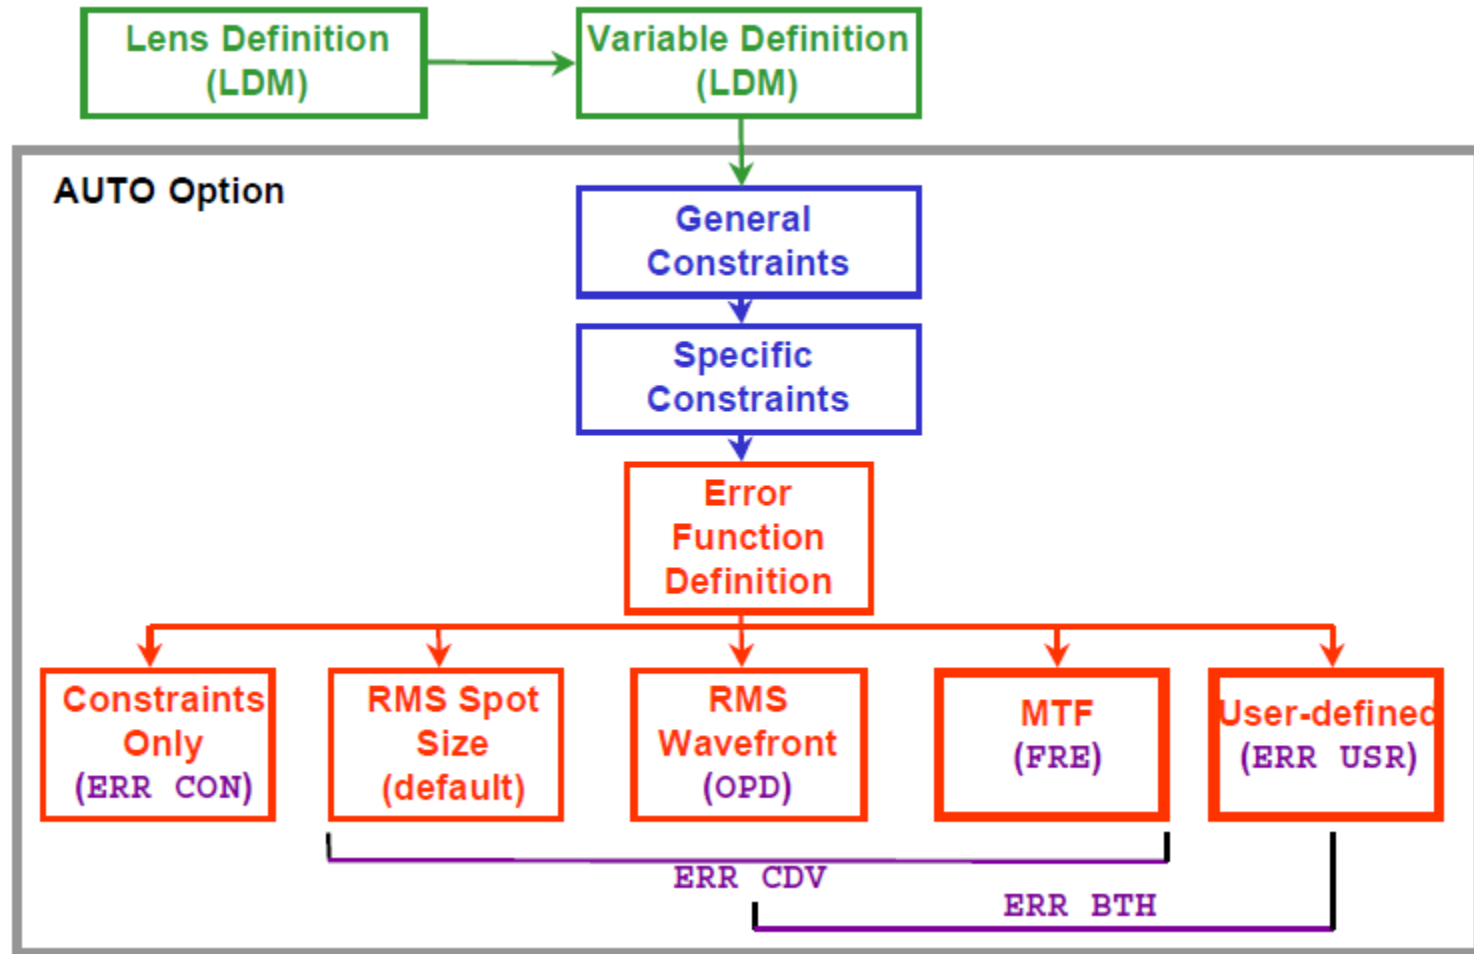 Lens Definition
(LDM)
Variable Definition
(LDM)
AUTO Option
General
Constraints
Specific
Constraints
Error
Function
Definition
Constraints
Only
(ERR CON)
RMS Spot
Size
(default)
RMS
Wavefront
(OPD)
MTF
(FRE)
User-defined
(ERR USR)
ERR CDV
ERR BTH